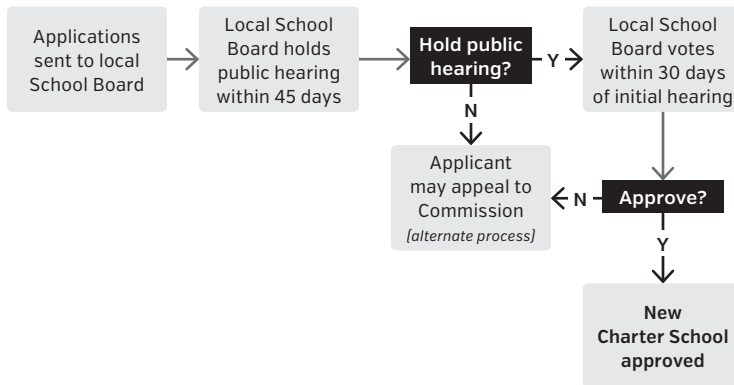 Applications
sent to local
School Board
Local School
Board holds
public hearing
within 45 days
Hold public
hearing?
Y
Local School
Board votes
within 30 days
of initial hearing
N
Applicant
may appeal to
Commission
[alternate process]
N
Approve?
Y
New
Charter School
approved